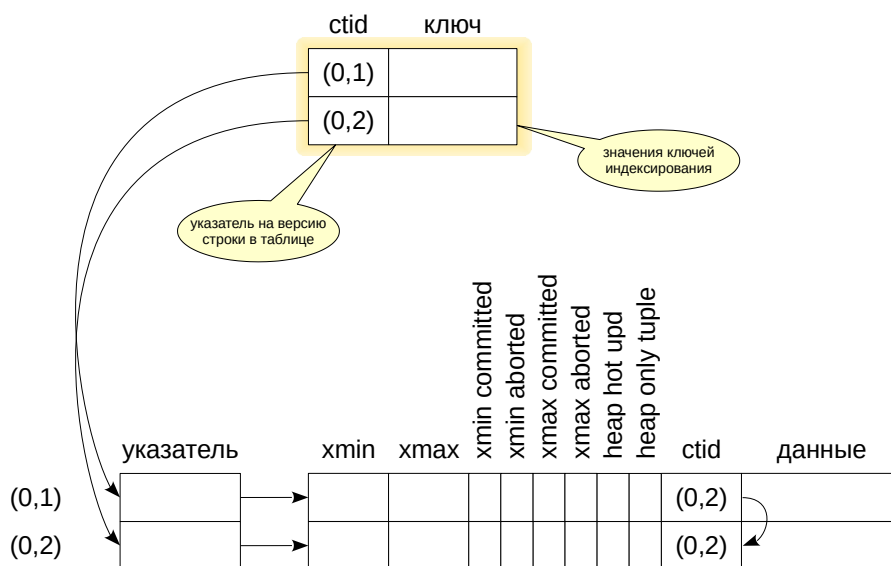 ctid ключ
(0,1)
(0,2)
значения ключей
индексирования
указатель на версию
строки в таблице
xmin committed
xmin aborted
xmax committed
xmax aborted
heap hot upd
heap only tuple
указатель xmin xmax ctid данные
(0,1) (0,2)
(0,2) (0,2)